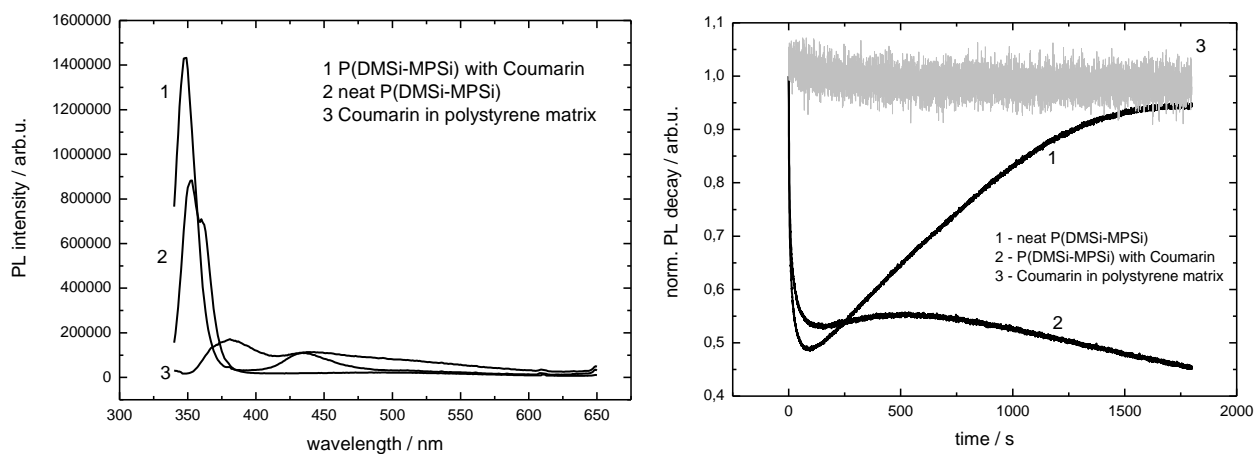 1600000
1400000
1200000
1000000
800000
600000
400000
200000
0
PL intensity / arb.u.
1
2
3
1 P(DMSi-MPSi) with Coumarin
2 neat P(DMSi-MPSi)
3 Coumarin in polystyrene matrix
300 350 400 450 500 550 600 650
wavelength / nm
1,1
1,0
0,9
0,8
0,7
0,6
0,5
0,4
norm. PL decay / arb.u.
3
1
2
1 - neat P(DMSi-MPSi)
2 - P(DMSi-MPSi) with Coumarin
3 - Coumarin in polystyrene matrix
0 500 1000 1500 2000
time / s